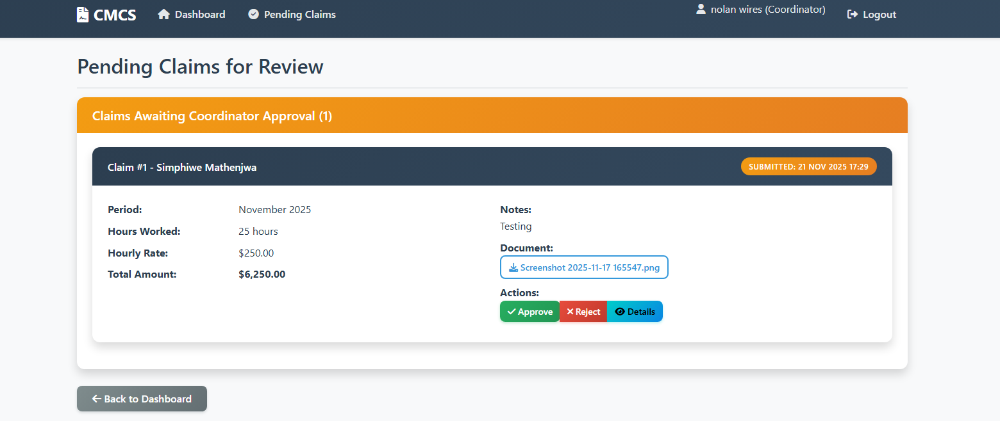 CMCS Dashboard Pending Claims nolan wires (Coordinator) Logout
Pending Claims for Review
Claims Awaiting Coordinator Approval (1)
Claim #1 - Simphiwe Mathenjwa SUBMITTED: 21 NOV 2025 17:29
Period: November 2025
Hours Worked: 25 hours
Hourly Rate: $250.00
Total Amount: $6,250.00
Notes:
Testing
Document:
Screenshot 2025-11-17 165547.png
Actions:
Approve Reject Details
Back to Dashboard